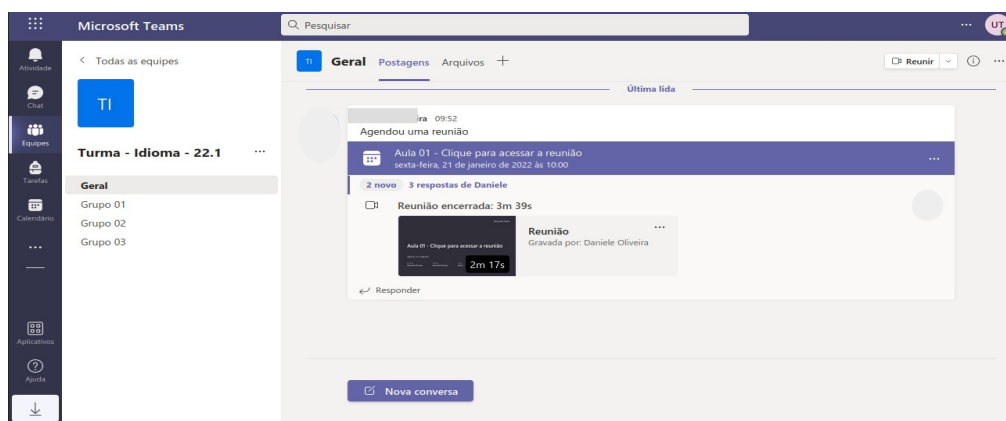 Microsoft Teams
Pesquisar
UT
Atividade
Chat
Equipes
Tarefas
Calendário
Aplicativos
Ajuda
Todas as equipes
TI
Turma - Idioma - 22.1
Geral
Grupo 01
Grupo 02
Grupo 03
TI Geral Postagens Arquivos
Reunir
Última lida
ira 09:52
Agendou uma reunião
Aula 01 - Clique para acessar a reunião
sexta-feira, 21 de janeiro de 2022 às 10:00
2 novo 3 respostas de Daniele
Reunião encerrada: 3m 39s
Aula 01 - Clique para acessar a reunião
2m 17s
Reunião
Gravada por: Daniele Oliveira
Responder
Nova conversa